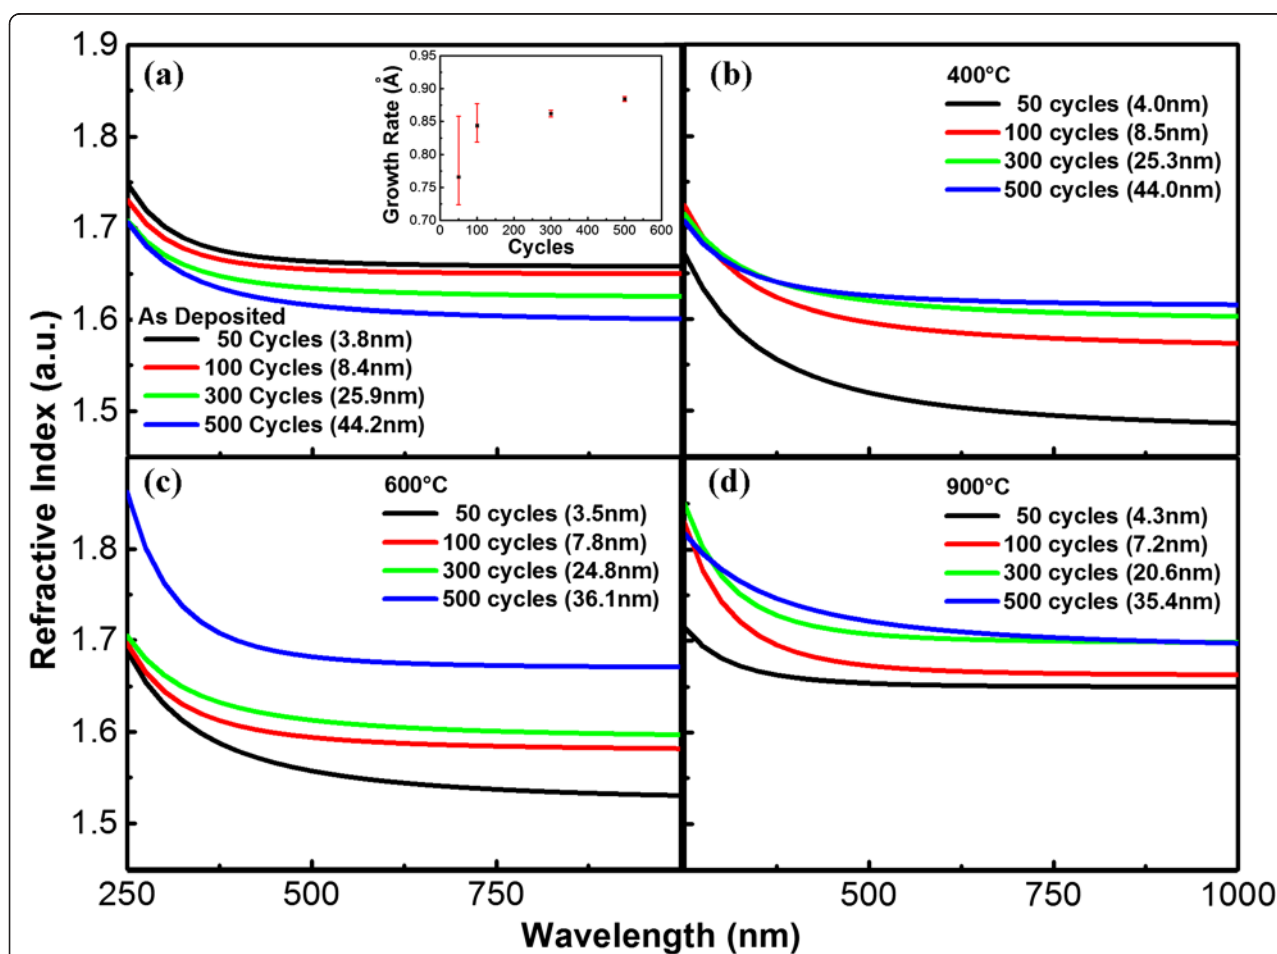 1.9
1.8
1.7
1.6
1.5
1.8
1.7
1.6
1.5
Refractive Index (a.u.)
(a)
0.95
0.90
0.85
0.80
0.75
0.70
Growth Rate (Å)
0 100 200 300 400 500 600
Cycles
As Deposited
50 Cycles (3.8nm)
100 Cycles (8.4nm)
300 Cycles (25.9nm)
500 Cycles (44.2nm)
(b)
400°C
50 cycles (4.0nm)
100 cycles (8.5nm)
300 cycles (25.3nm)
500 cycles (44.0nm)
(c)
600°C
50 cycles (3.5nm)
100 cycles (7.8nm)
300 cycles (24.8nm)
500 cycles (36.1nm)
(d)
900°C
50 cycles (4.3nm)
100 cycles (7.2nm)
300 cycles (20.6nm)
500 cycles (35.4nm)
250 500 750 500 750 1000
Wavelength (nm)